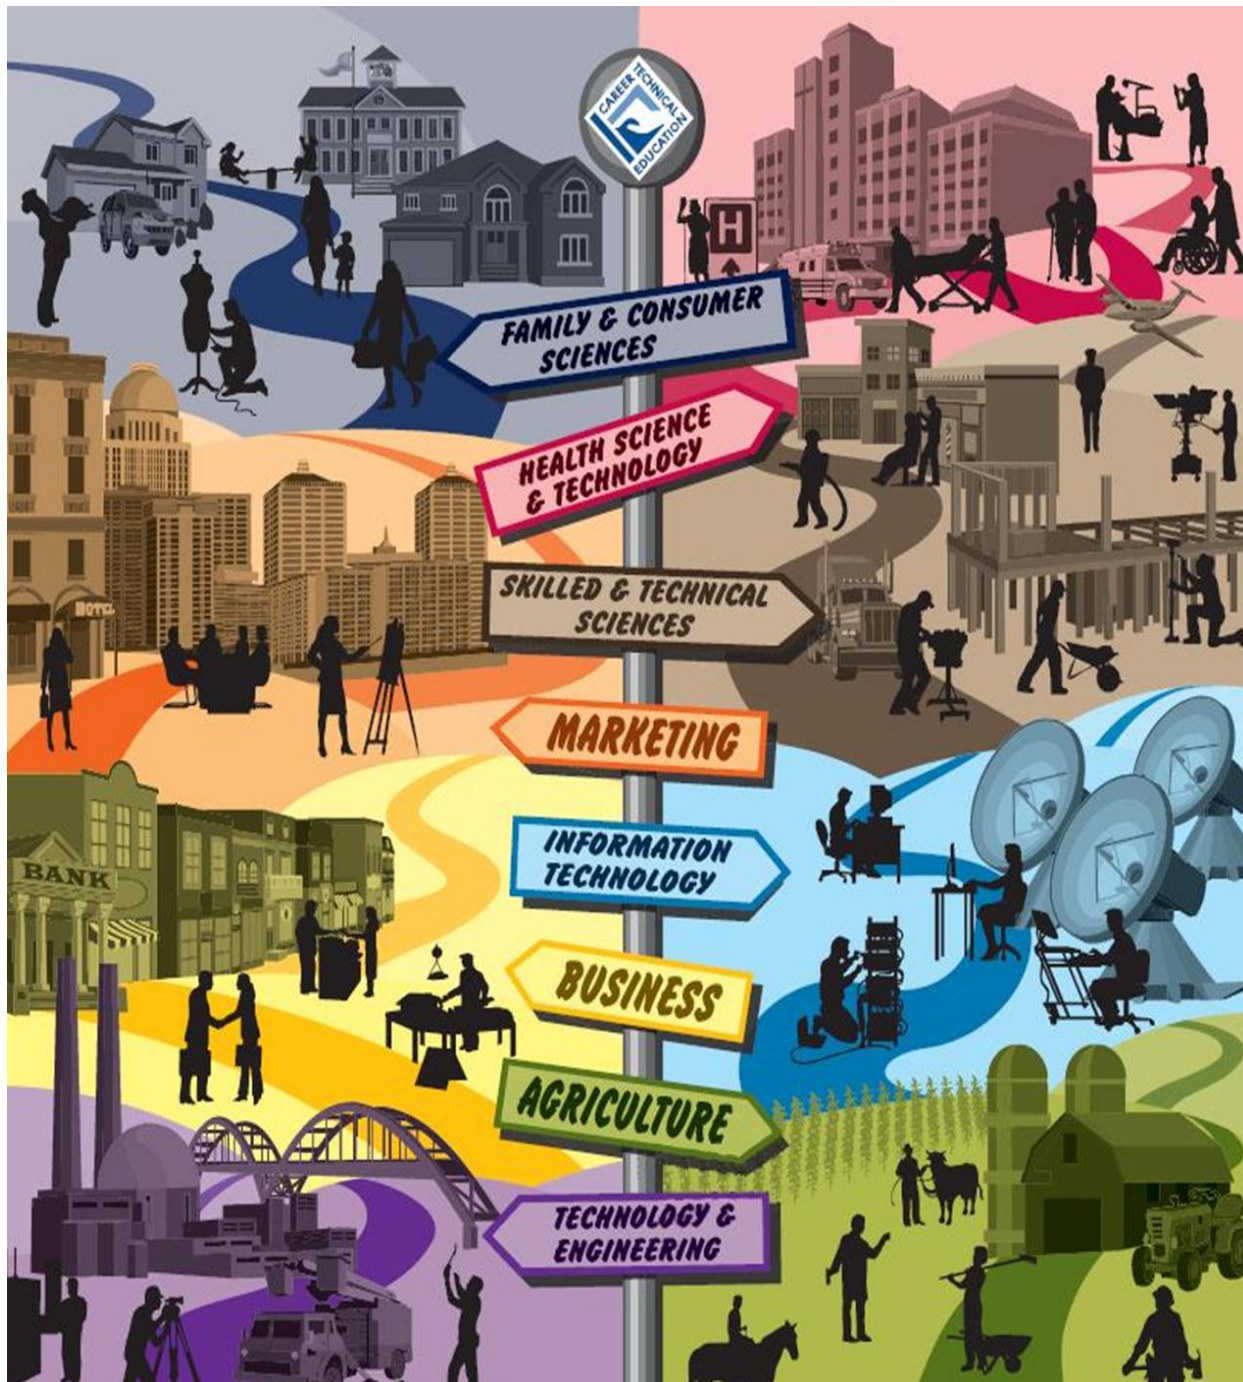 CAREER TECHNICAL
EDUCATION
H
FAMILY & CONSUMER
SCIENCES
HEALTH SCIENCE
& TECHNOLOGY
SKILLED & TECHNICAL
SCIENCES
HOTEL
MARKETING
INFORMATION
TECHNOLOGY
BANK
BUSINESS
AGRICULTURE
TECHNOLOGY &
ENGINEERING